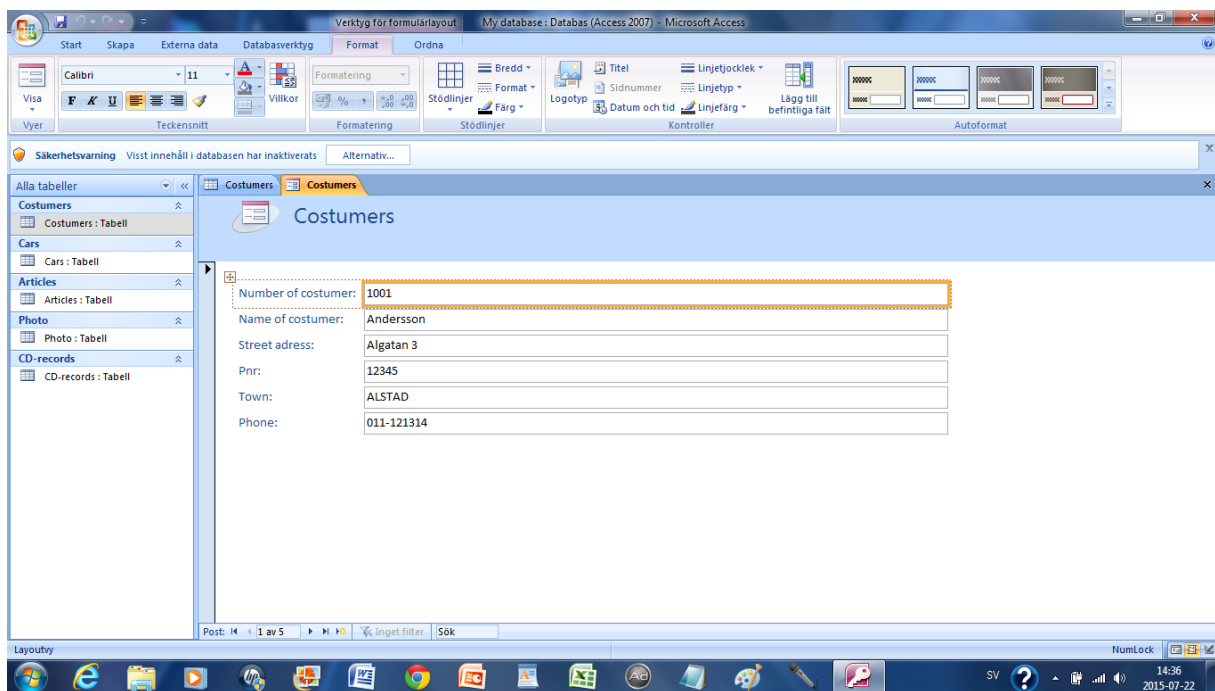 Verktyg för formulärlayout My database : Databas (Access 2007) - Microsoft Access
Start Skapa Externa data Databasverktyg Format Ordna
Visa
Vyer
Calibri 11
F K U
Teckensnitt
Villkor
Formatering
% ,
Formatering
Stödlinjer
Bredd
Format
Färg
Stödlinjer
Logotyp
Titel
Sidnummer
Datum och tid
Linjetjocklek
Linjetyp
Linjefärg
Lägg till
befintliga fält
Kontroller
Autoformat
Säkerhetsvarning Visst innehåll i databasen har inaktiverats Alternativ...
Alla tabeller
Costumers
Costumers : Tabell
Cars
Cars : Tabell
Articles
Articles : Tabell
Photo
Photo : Tabell
CD-records
CD-records : Tabell
Costumers Costumers
Costumers
Number of costumer: 1001
Name of costumer: Andersson
Street adress: Algatan 3
Pnr: 12345
Town: ALSTAD
Phone: 011-121314
Post: 1 av 5 Inget filter Sök
Layoutvy NumLock
SV 14:36
2015-07-22